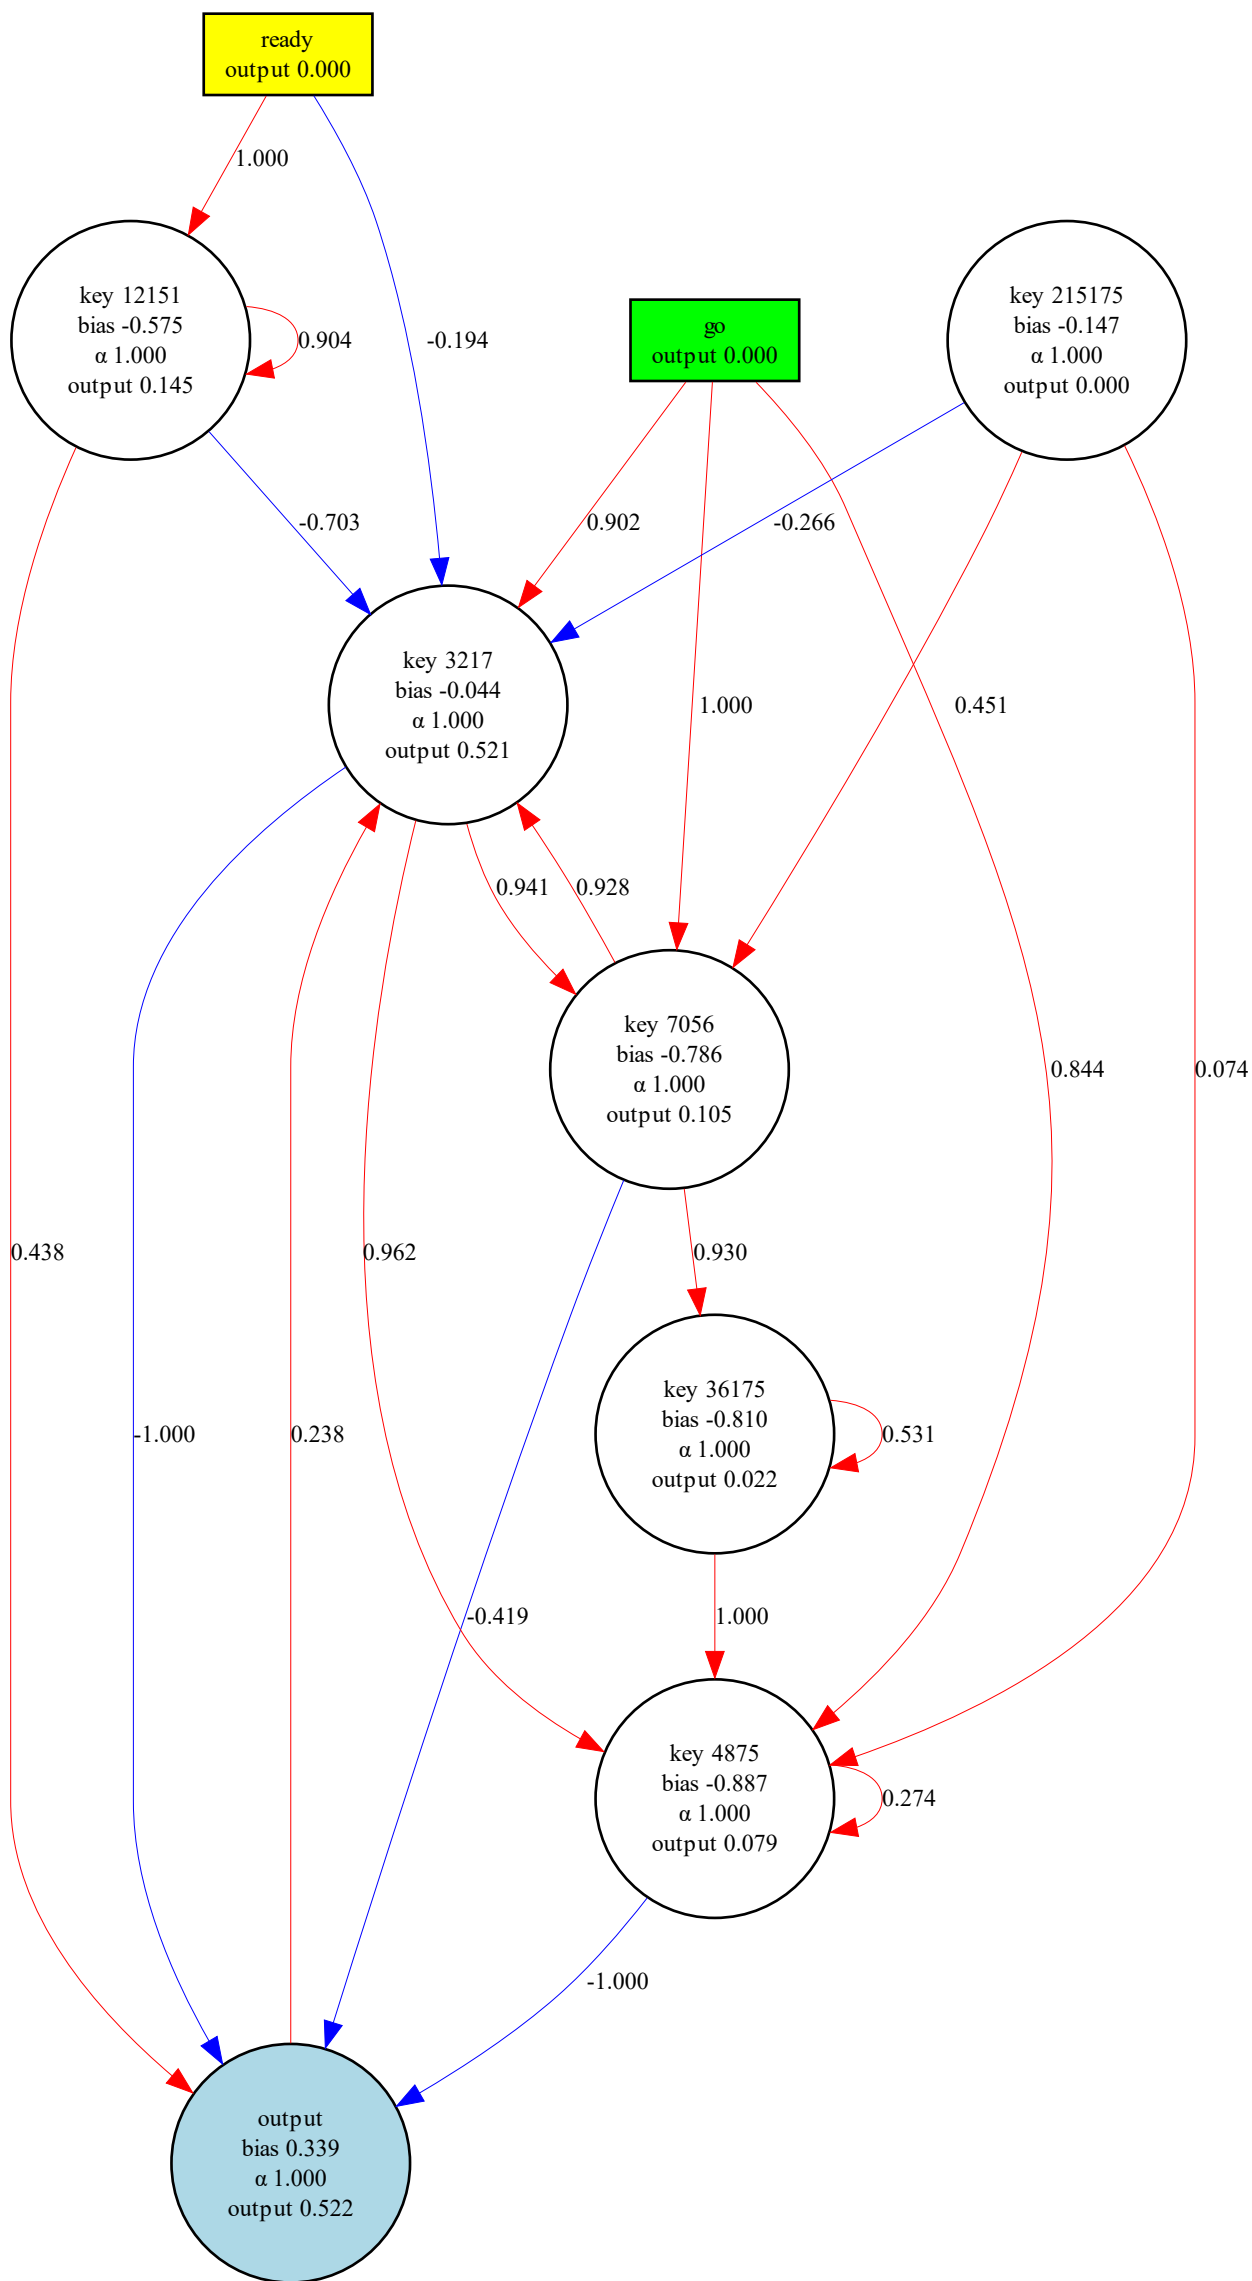 ready
output 0.000
1.000
key 12151
bias -0.575
α 1.000
output 0.145
0.904
-0.194
go
output 0.000
key 215175
bias -0.147
α 1.000
output 0.000
-0.703
0.902
-0.266
key 3217
bias -0.044
α 1.000
output 0.521
1.000
0.451
0.941
0.928
key 7056
bias -0.786
α 1.000
output 0.105
0.844
0.074
0.438
0.962
0.930
key 36175
bias -0.810
α 1.000
output 0.022
0.531
-1.000
0.238
-0.419
1.000
key 4875
bias -0.887
α 1.000
output 0.079
0.274
-1.000
output
bias 0.339
α 1.000
output 0.522